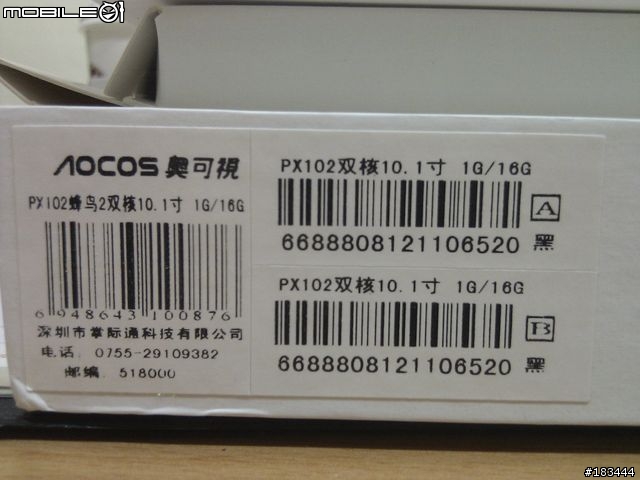 MOBILE01
AOCOS 奧可視
PX102蜂鸟2双核10.1寸 1G/16G
6 948643 100876
深圳市掌际通科技有限公司
电话: 0755-29109382
邮编: 518000
PX102双核10.1寸 1G/16G
A
6688808121106520 黑
PX102双核10.1寸 1G/16G
B
6688808121106520 黑
#183444